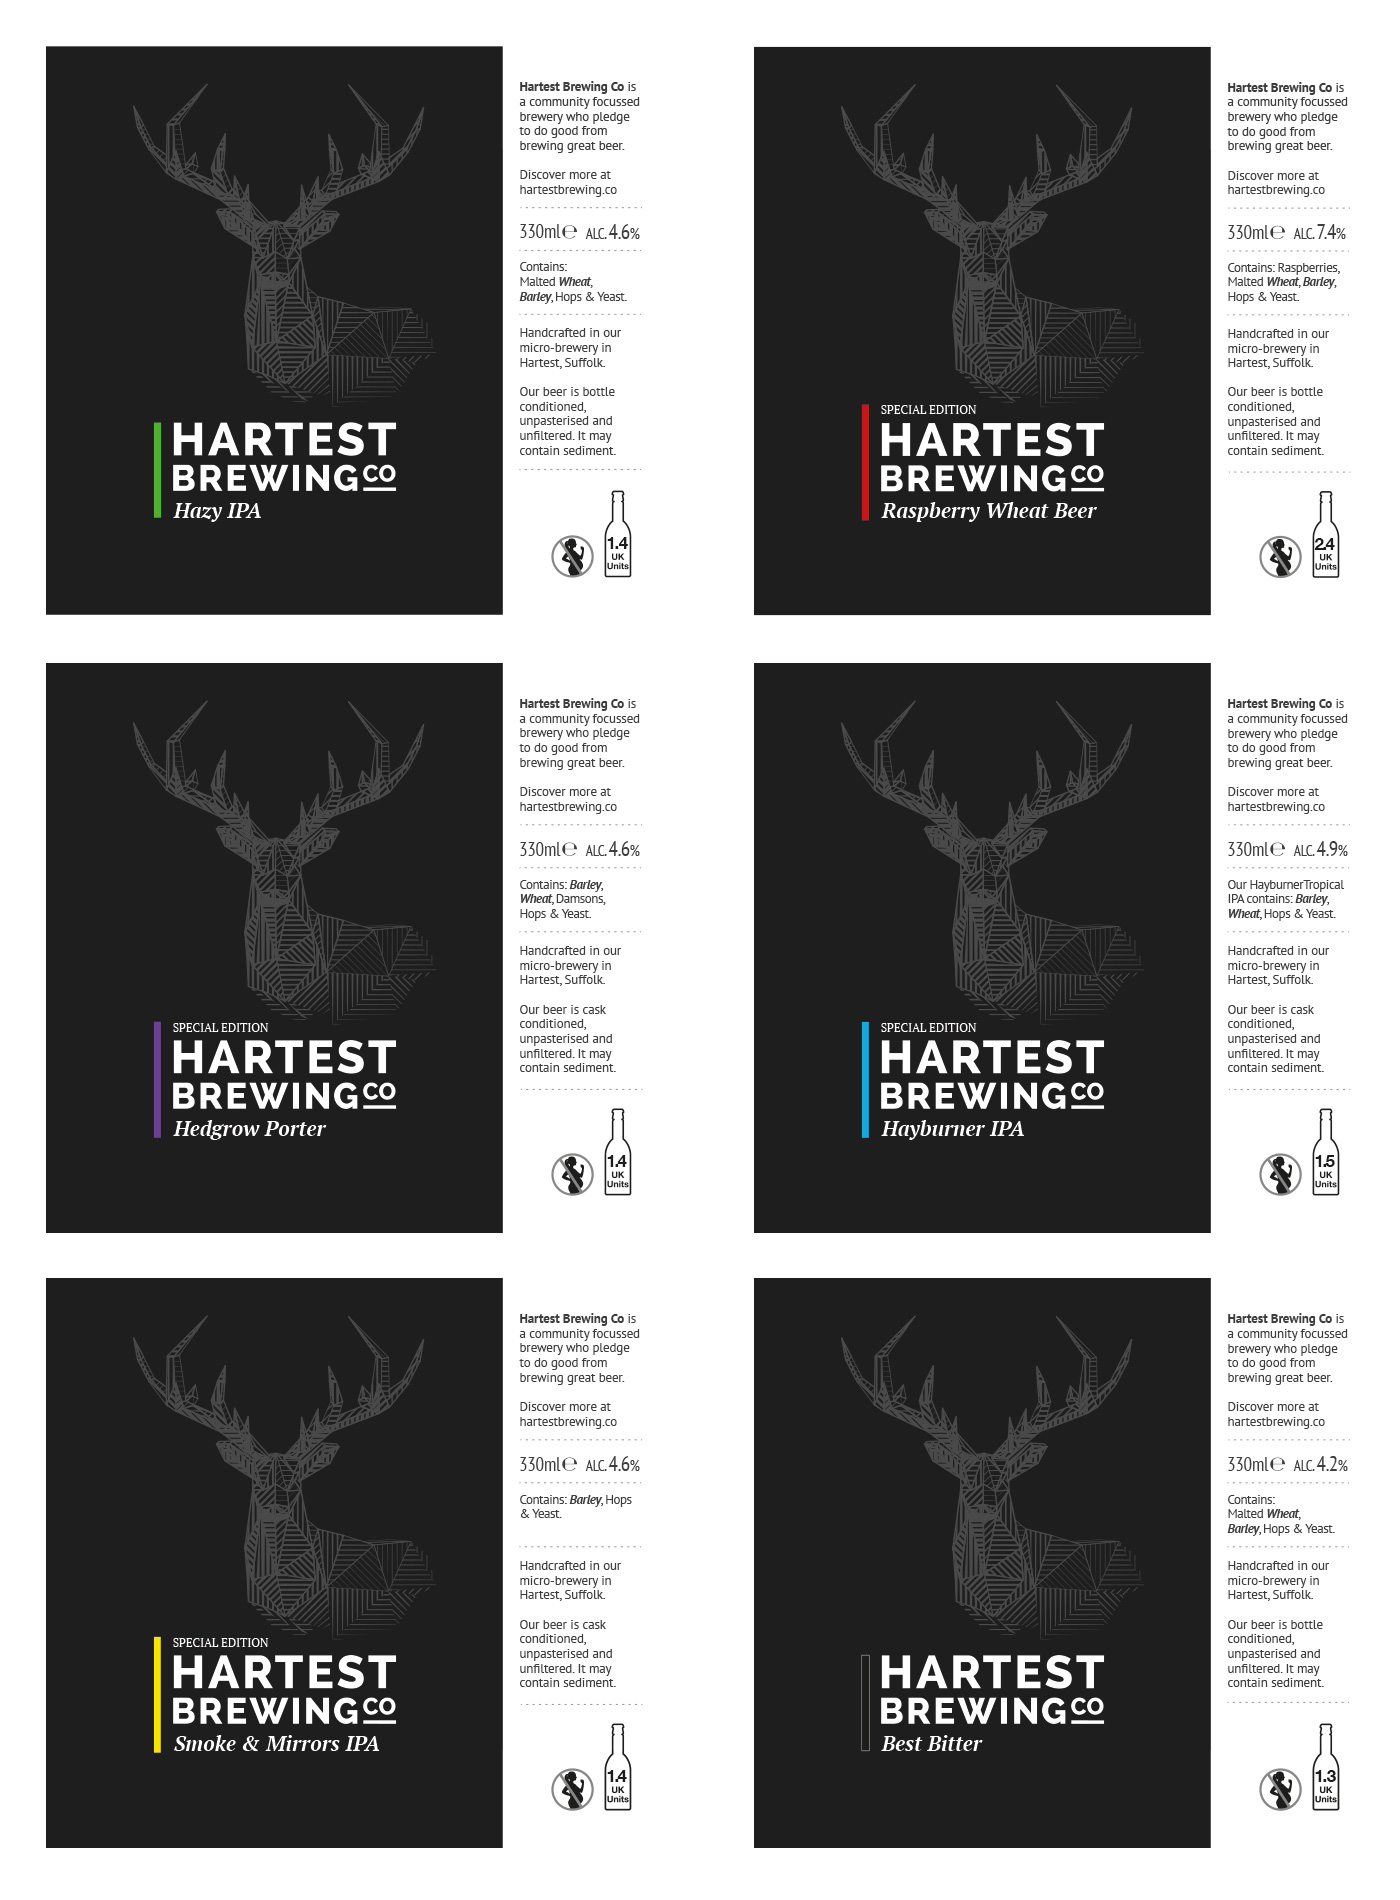 HARTEST
BREWING CO
Hazy IPA
Hartest Brewing Co is
a community focussed
brewery who pledge
to do good from
brewing great beer.
Discover more at
hartestbrewing.co
330ml℮ ALC. 4.6%
Contains:
Malted Wheat,
Barley, Hops & Yeast.
Handcrafted in our
micro-brewery in
Hartest, Suffolk.
Our beer is bottle
conditioned,
unpasterised and
unfiltered. It may
contain sediment.
1.4
UK
Units
SPECIAL EDITION
HARTEST
BREWING CO
Raspberry Wheat Beer
Hartest Brewing Co is
a community focussed
brewery who pledge
to do good from
brewing great beer.
Discover more at
hartestbrewing.co
330ml℮ ALC. 7.4%
Contains: Raspberries,
Malted Wheat, Barley,
Hops & Yeast.
Handcrafted in our
micro-brewery in
Hartest, Suffolk.
Our beer is bottle
conditioned,
unpasterised and
unfiltered. It may
contain sediment.
2.4
UK
Units
SPECIAL EDITION
HARTEST
BREWING CO
Hedgrow Porter
Hartest Brewing Co is
a community focussed
brewery who pledge
to do good from
brewing great beer.
Discover more at
hartestbrewing.co
330ml℮ ALC. 4.6%
Contains: Barley,
Wheat, Damsons,
Hops & Yeast.
Handcrafted in our
micro-brewery in
Hartest, Suffolk.
Our beer is cask
conditioned,
unpasterised and
unfiltered. It may
contain sediment.
1.4
UK
Units
SPECIAL EDITION
HARTEST
BREWING CO
Hayburner IPA
Hartest Brewing Co is
a community focussed
brewery who pledge
to do good from
brewing great beer.
Discover more at
hartestbrewing.co
330ml℮ ALC. 4.9%
Our HayburnerTropical
IPA contains: Barley,
Wheat, Hops & Yeast.
Handcrafted in our
micro-brewery in
Hartest, Suffolk.
Our beer is cask
conditioned,
unpasterised and
unfiltered. It may
contain sediment.
1.5
UK
Units
SPECIAL EDITION
HARTEST
BREWING CO
Smoke & Mirrors IPA
Hartest Brewing Co is
a community focussed
brewery who pledge
to do good from
brewing great beer.
Discover more at
hartestbrewing.co
330ml℮ ALC. 4.6%
Contains: Barley, Hops
& Yeast.
Handcrafted in our
micro-brewery in
Hartest, Suffolk.
Our beer is cask
conditioned,
unpasterised and
unfiltered. It may
contain sediment.
1.4
UK
Units
HARTEST
BREWING CO
Best Bitter
Hartest Brewing Co is
a community focussed
brewery who pledge
to do good from
brewing great beer.
Discover more at
hartestbrewing.co
330ml℮ ALC. 4.2%
Contains:
Malted Wheat,
Barley, Hops & Yeast.
Handcrafted in our
micro-brewery in
Hartest, Suffolk.
Our beer is bottle
conditioned,
unpasterised and
unfiltered. It may
contain sediment.
1.3
UK
Units